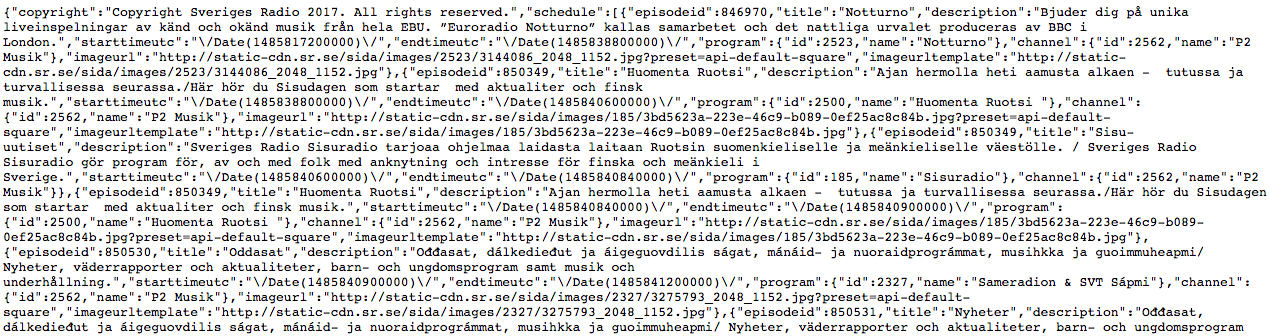 {"copyright":"Copyright Sveriges Radio 2017. All rights reserved.","schedule":[{"episodeid":846970,"title":"Notturno","description":"Bjuder dig på unika
liveinspelningar av känd och okänd musik från hela EBU. ”Euroradio Notturno” kallas samarbetet och det nattliga urvalet produceras av BBC i
London.","starttimeutc":"\/Date(1485817200000)\/","endtimeutc":"\/Date(1485838800000)\/","program":{"id":2523,"name":"Notturno"},"channel":{"id":2562,"name":"P2
Musik"},"imageurl":"http://static-cdn.sr.se/sida/images/2523/3144086_2048_1152.jpg?preset=api-default-square","imageurltemplate":"http://static-
cdn.sr.se/sida/images/2523/3144086_2048_1152.jpg"},{"episodeid":850349,"title":"Huomenta Ruotsi","description":"Ajan hermolla heti aamusta alkaen -  tutussa ja
turvallisessa seurassa./Här hör du Sisudagen som startar  med aktualiter och finsk
musik.","starttimeutc":"\/Date(1485838800000)\/","endtimeutc":"\/Date(1485840600000)\/","program":{"id":2500,"name":"Huomenta Ruotsi "},"channel":
{"id":2562,"name":"P2 Musik"},"imageurl":"http://static-cdn.sr.se/sida/images/185/3bd5623a-223e-46c9-b089-0ef25ac8c84b.jpg?preset=api-default-
square","imageurltemplate":"http://static-cdn.sr.se/sida/images/185/3bd5623a-223e-46c9-b089-0ef25ac8c84b.jpg"},{"episodeid":850349,"title":"Sisu-
uutiset","description":"Sveriges Radio Sisuradio tarjoaa ohjelmaa laidasta laitaan Ruotsin suomenkieliselle ja meänkieliselle väestölle. / Sveriges Radio
Sisuradio gör program för, av och med folk med anknytning och intresse för finska och meänkieli i
Sverige.","starttimeutc":"\/Date(1485840600000)\/","endtimeutc":"\/Date(1485840840000)\/","program":{"id":185,"name":"Sisuradio"},"channel":{"id":2562,"name":"P2
Musik"}},{"episodeid":850349,"title":"Huomenta Ruotsi","description":"Ajan hermolla heti aamusta alkaen -  tutussa ja turvallisessa seurassa./Här hör du Sisudagen
som startar  med aktualiter och finsk musik.","starttimeutc":"\/Date(1485840840000)\/","endtimeutc":"\/Date(1485840900000)\/","program":
{"id":2500,"name":"Huomenta Ruotsi "},"channel":{"id":2562,"name":"P2 Musik"},"imageurl":"http://static-cdn.sr.se/sida/images/185/3bd5623a-223e-46c9-b089-
0ef25ac8c84b.jpg?preset=api-default-square","imageurltemplate":"http://static-cdn.sr.se/sida/images/185/3bd5623a-223e-46c9-b089-0ef25ac8c84b.jpg"},
{"episodeid":850530,"title":"Oddasat","description":"Ođđasat, dálkedieđut ja áigeguovdilis ságat, mánáid- ja nuoraidprográmmat, musihkka ja guoimmuheapmi/
Nyheter, väderrapporter och aktualiteter, barn- och ungdomsprogram samt musik och
underhållning.","starttimeutc":"\/Date(1485840900000)\/","endtimeutc":"\/Date(1485841200000)\/","program":{"id":2327,"name":"Sameradion & SVT Sápmi"},"channel":
{"id":2562,"name":"P2 Musik"},"imageurl":"http://static-cdn.sr.se/sida/images/2327/3275793_2048_1152.jpg?preset=api-default-
square","imageurltemplate":"http://static-cdn.sr.se/sida/images/2327/3275793_2048_1152.jpg"},{"episodeid":850531,"title":"Nyheter","description":"Ođđasat,
dálkedieđut ja áigeguovdilis ságat, mánáid- ja nuoraidprográmmat, musihkka ja guoimmuheapmi/ Nyheter, väderrapporter och aktualiteter, barn- och ungdomsprogram